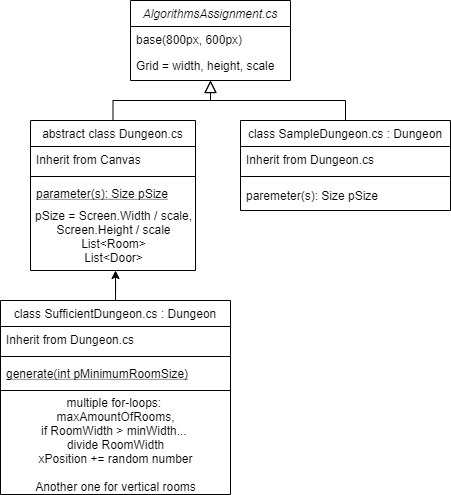 AlgorithmsAssignment.cs
base(800px, 600px)
Grid = width, height, scale
abstract class Dungeon.cs
Inherit from Canvas
parameter(s): Size pSize
pSize = Screen.Width / scale,
Screen.Height / scale
List<Room>
List<Door>
class SampleDungeon.cs : Dungeon
Inherit from Dungeon.cs
paremeter(s): Size pSize
class SufficientDungeon.cs : Dungeon
Inherit from Dungeon.cs
generate(int pMinimumRoomSize)
multiple for-loops:
maxAmountOfRooms,
if RoomWidth > minWidth...
divide RoomWidth
xPosition += random number
Another one for vertical rooms